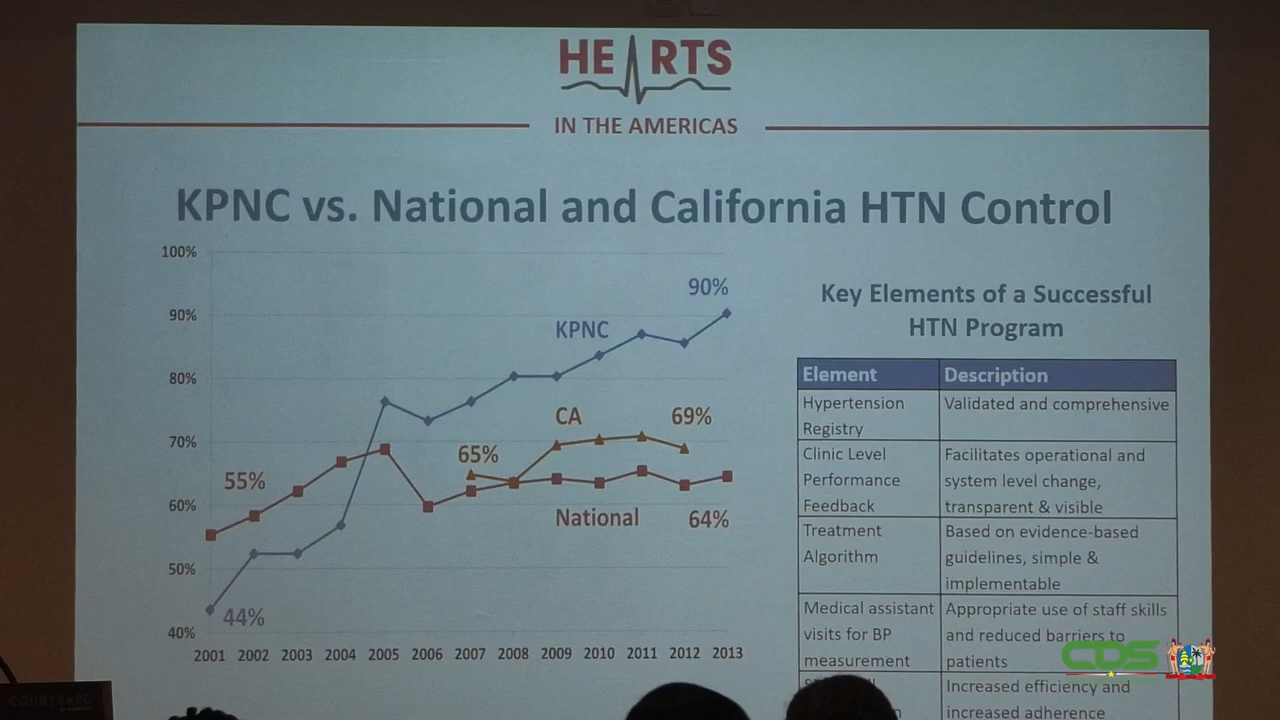 HEARTS
IN THE AMERICAS
KPNC vs. National and California HTN Control
100%
90%
80%
70%
60%
50%
40%
90%
KPNC
CA
69%
65%
55%
National
64%
44%
2001 2002 2003 2004 2005 2006 2007 2008 2009 2010 2011 2012 2013
Key Elements of a Successful
HTN Program
Element Description
Hypertension Validated and comprehensive
Registry
Clinic Level Facilitates operational and
Performance system level change,
Feedback transparent & visible
Treatment Based on evidence-based
Algorithm guidelines, simple &
implementable
Medical assistant Appropriate use of staff skills
visits for BP and reduced barriers to
measurement patients
Increased efficiency and
increased adherence
CDS
COURTYARD